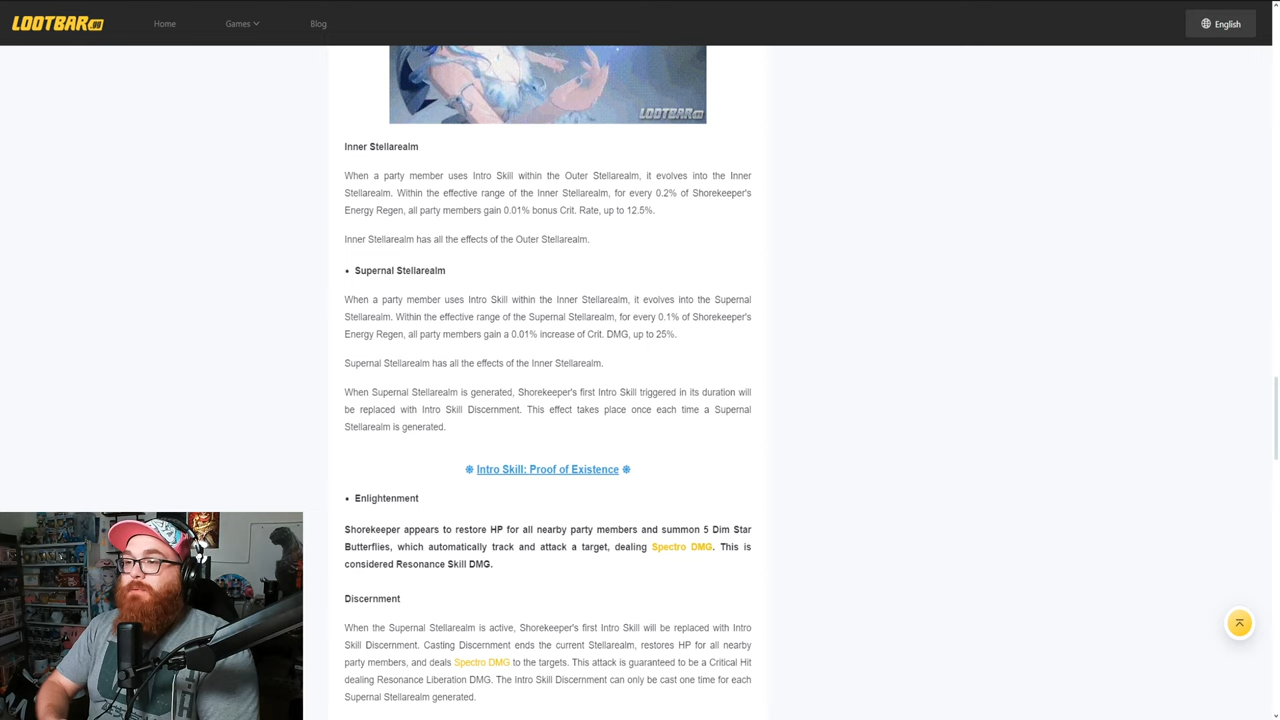 LOOTBAR.GG
Home
Games
Blog
English
LOOTBAR.GG
Inner Stellarealm
When a party member uses Intro Skill within the Outer Stellarealm, it evolves into the Inner
Stellarealm. Within the effective range of the Inner Stellarealm, for every 0.2% of Shorekeeper's
Energy Regen, all party members gain 0.01% bonus Crit. Rate, up to 12.5%.
Inner Stellarealm has all the effects of the Outer Stellarealm.
• Supernal Stellarealm
When a party member uses Intro Skill within the Inner Stellarealm, it evolves into the Supernal
Stellarealm. Within the effective range of the Supernal Stellarealm, for every 0.1% of Shorekeeper's
Energy Regen, all party members gain a 0.01% increase of Crit. DMG, up to 25%.
Supernal Stellarealm has all the effects of the Inner Stellarealm.
When Supernal Stellarealm is generated, Shorekeeper's first Intro Skill triggered in its duration will
be replaced with Intro Skill Discernment. This effect takes place once each time a Supernal
Stellarealm is generated.
❋ Intro Skill: Proof of Existence ❋
• Enlightenment
Shorekeeper appears to restore HP for all nearby party members and summon 5 Dim Star
Butterflies, which automatically track and attack a target, dealing Spectro DMG. This is
considered Resonance Skill DMG.
Discernment
When the Supernal Stellarealm is active, Shorekeeper's first Intro Skill will be replaced with Intro
Skill Discernment. Casting Discernment ends the current Stellarealm, restores HP for all nearby
party members, and deals Spectro DMG to the targets. This attack is guaranteed to be a Critical Hit
dealing Resonance Liberation DMG. The Intro Skill Discernment can only be cast one time for each
Supernal Stellarealm generated.